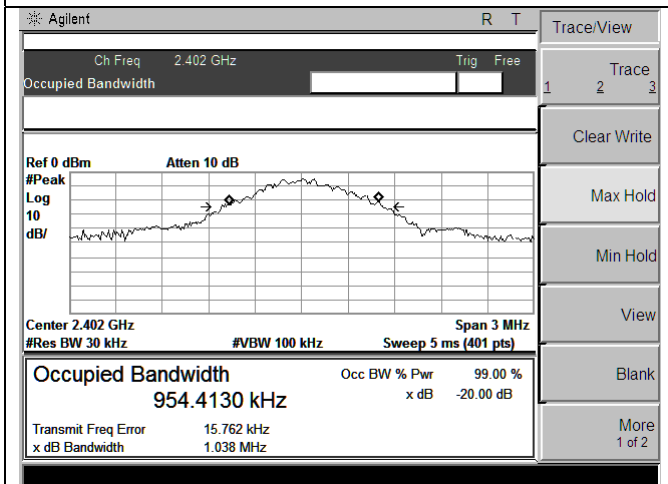 Agilent R T
Trace/View
Ch Freq 2.402 GHz Trig Free
Occupied Bandwidth
Trace
1 2 3
Clear Write
Ref 0 dBm Atten 10 dB
#Peak
Log
10
dB/
Max Hold
Min Hold
View
Center 2.402 GHz Span 3 MHz
#Res BW 30 kHz #VBW 100 kHz Sweep 5 ms (401 pts)
Occupied Bandwidth Occ BW % Pwr 99.00 %
954.4130 kHz x dB -20.00 dB
Blank
Transmit Freq Error 15.762 kHz
x dB Bandwidth 1.038 MHz
More
1 of 2